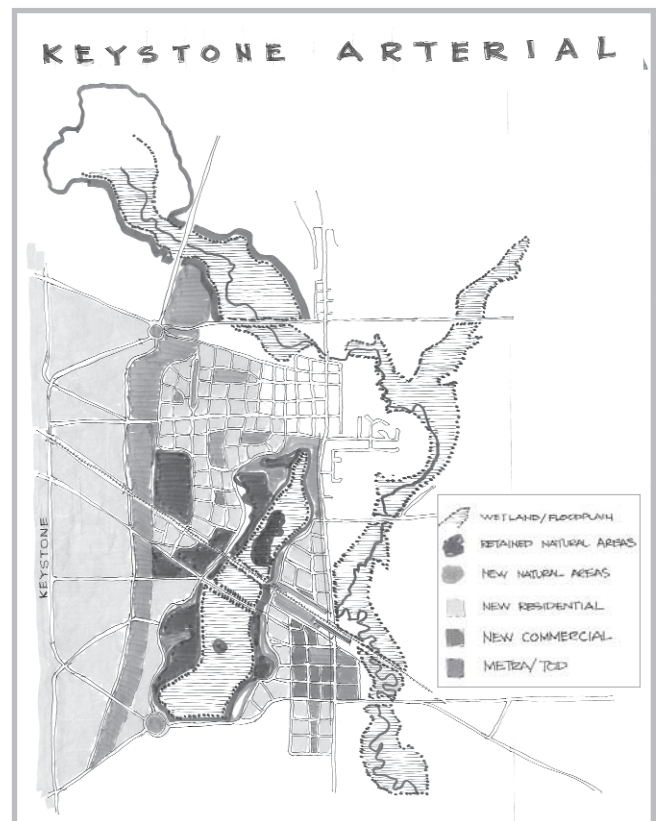 KEYSTONE ARTERIAL
KEYSTONE
WETLAND/FLOODPLAIN
RETAINED NATURAL AREAS
NEW NATURAL AREAS
NEW RESIDENTIAL
NEW COMMERCIAL
METRA/TOD